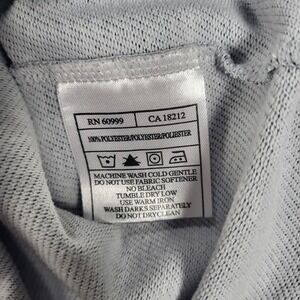 RN 60999 CA 18212
100% POLYESTER/POLYESTER/POLIESTER
MACHINE WASH COLD GENTLE
DO NOT USE FABRIC SOFTENER
NO BLEACH
TUMBLE DRY LOW
USE WARM IRON
WASH DARKS SEPARATELY
DO NOT DRYCLEAN